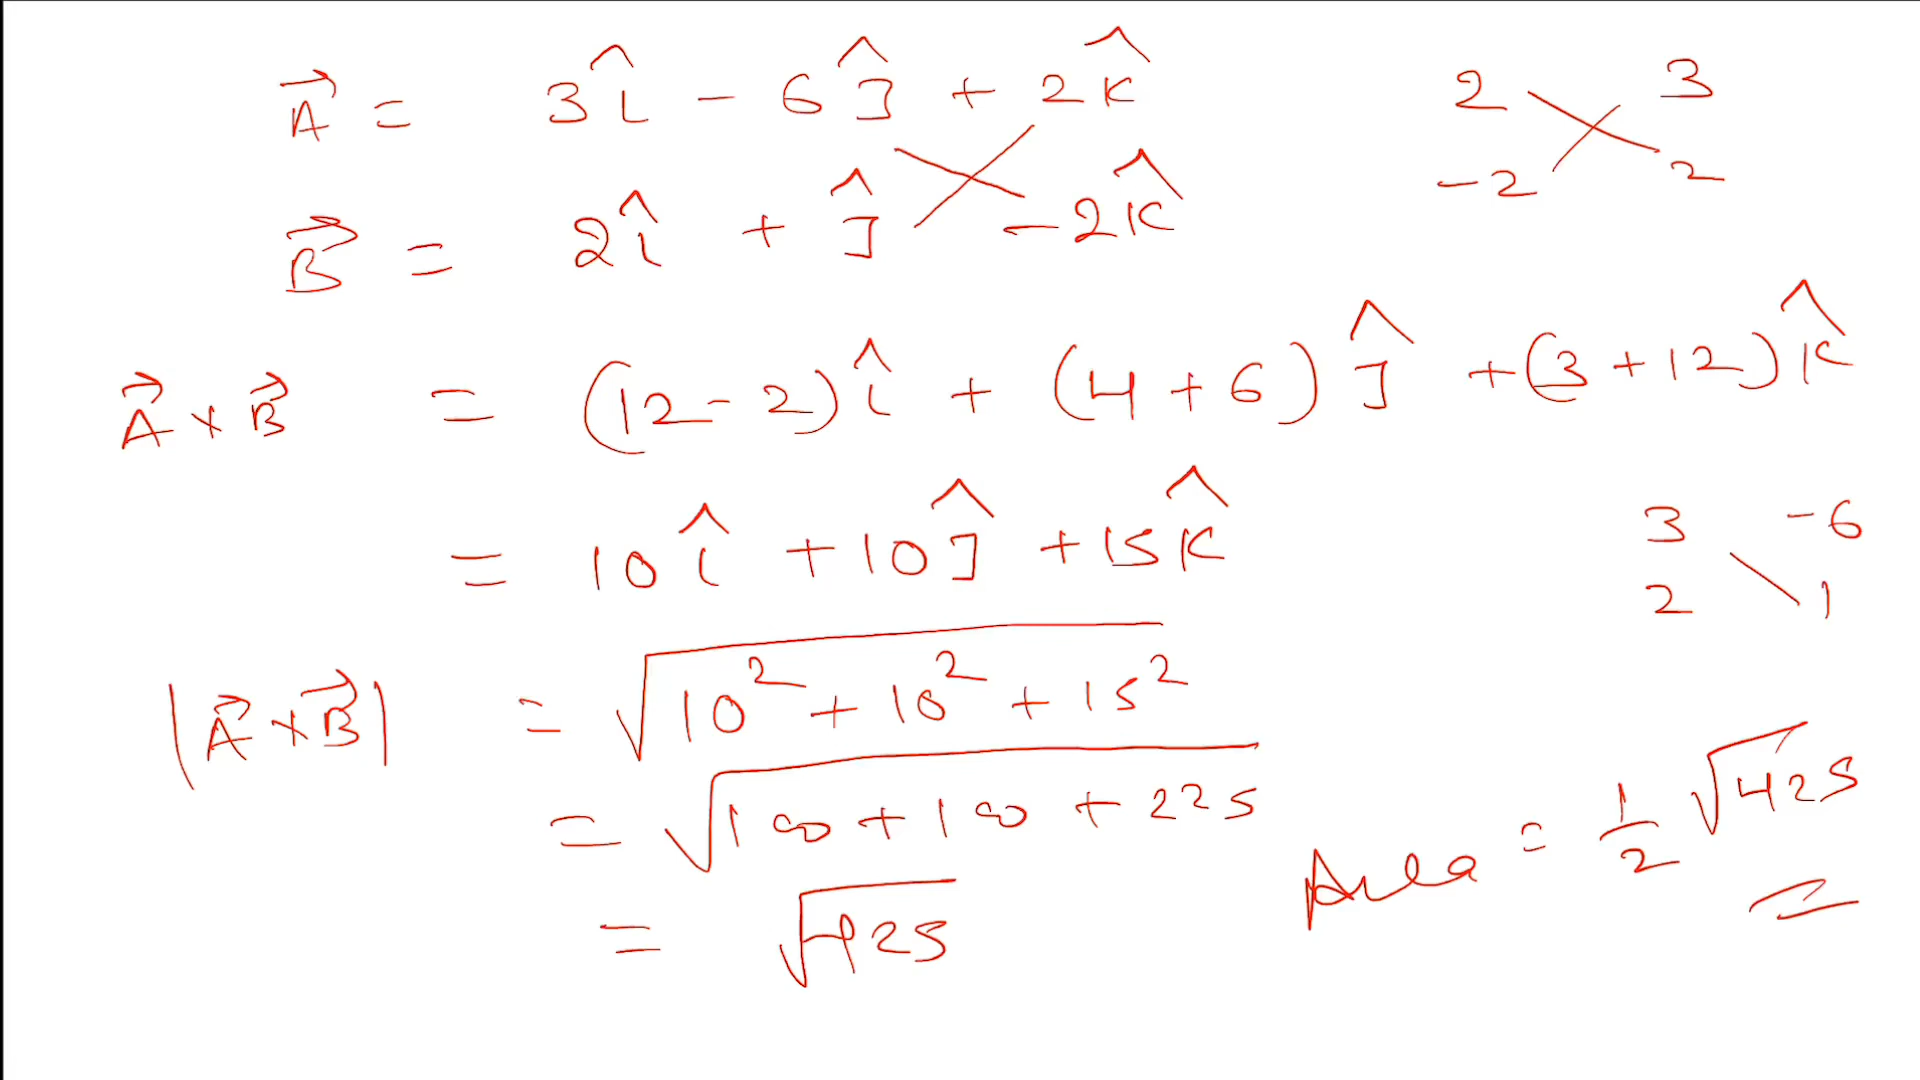 A⃗ = 3î - 6ĵ + 2k̂
2 3
-2 2
B⃗ = 2î + ĵ - 2k̂
A⃗ × B⃗ = (12 - 2)î + (4 + 6)ĵ + (3 + 12)k̂
= 10î + 10ĵ + 15k̂
3 -6
2 1
|A⃗ × B⃗| = √10² + 10² + 15²
= √100 + 100 + 225
= √425
Area = 1/2 √425